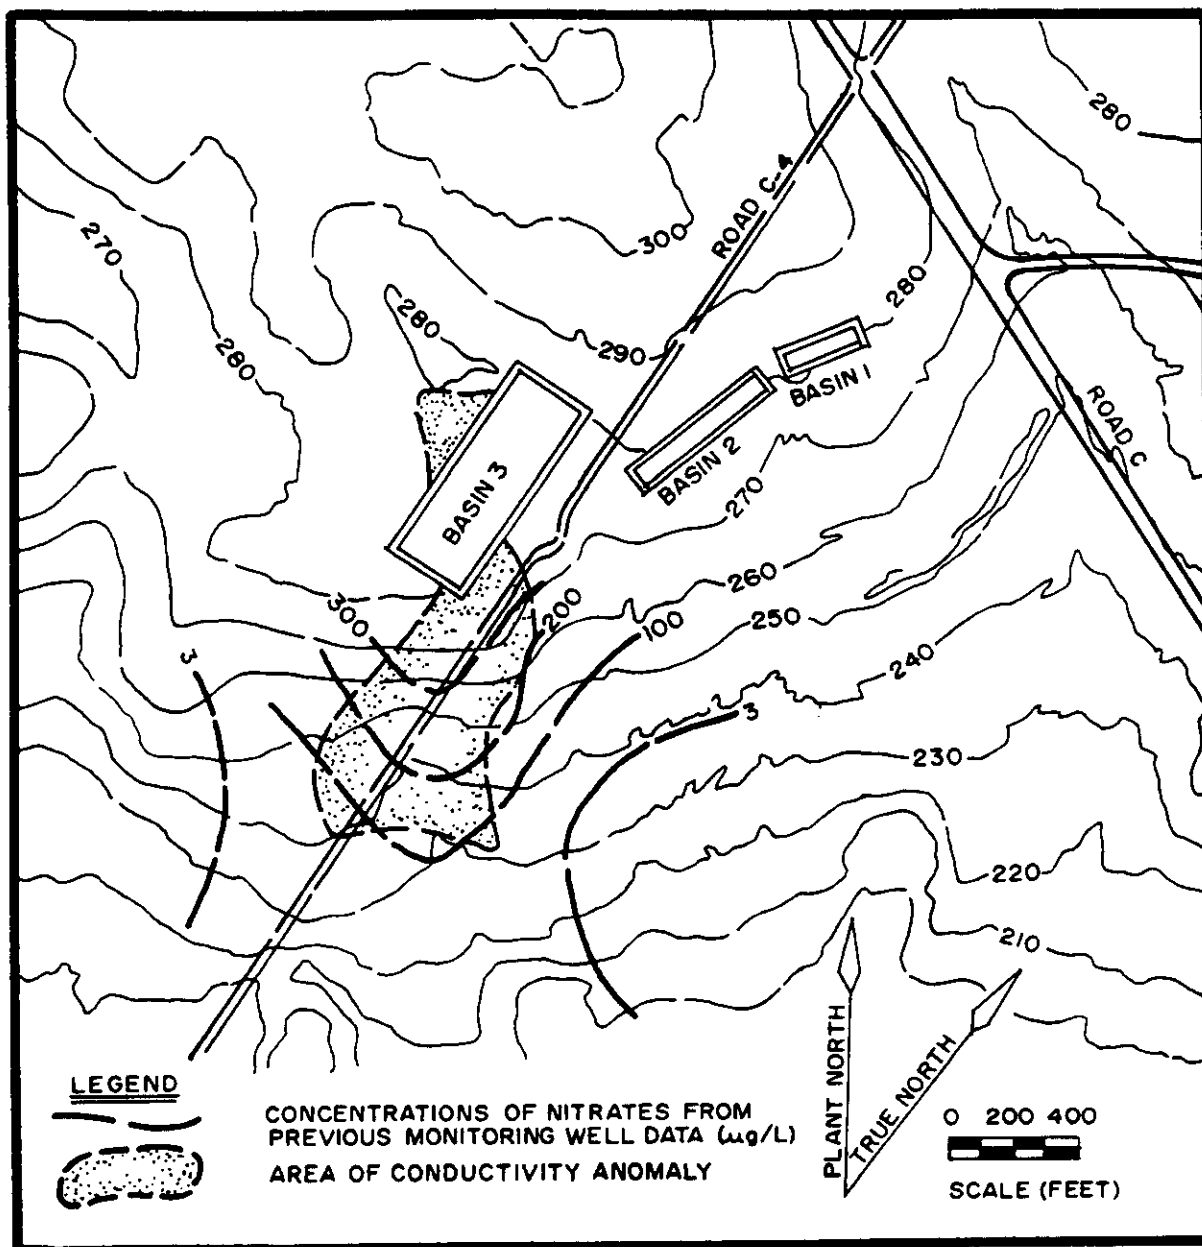 280
300
ROAD C-4
270
280
280
280
290
BASIN 1
ROAD C
BASIN 2
BASIN 3
270
260
300
200
250
100
3
240
3
230
220
210
PLANT NORTH
TRUE NORTH
LEGEND
CONCENTRATIONS OF NITRATES FROM
PREVIOUS MONITORING WELL DATA (µg/L)
AREA OF CONDUCTIVITY ANOMALY
0 200 400
SCALE (FEET)